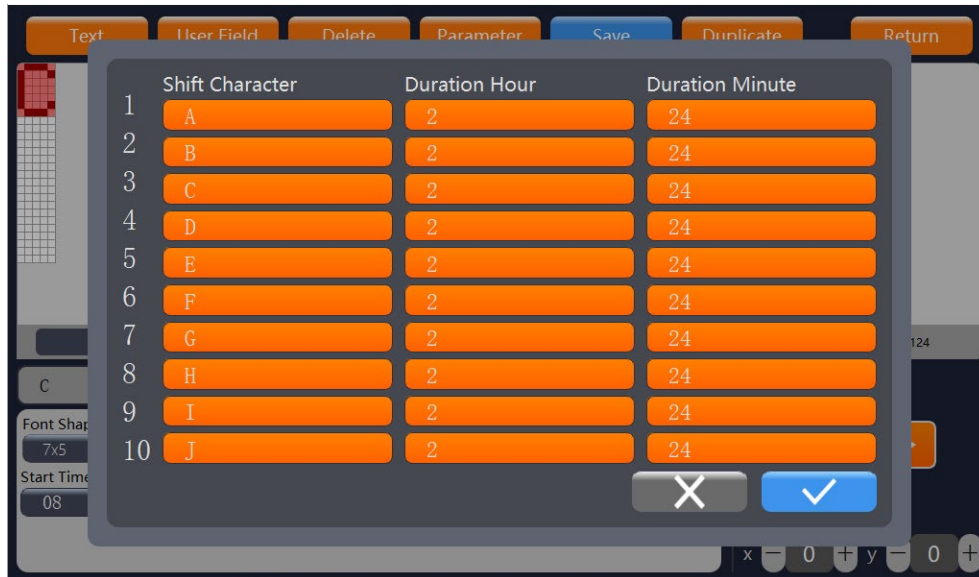 Text User Field Delete Parameter Save Duplicate Return
Shift Character Duration Hour Duration Minute
1 A 2 24
2 B 2 24
3 C 2 24
4 D 2 24
5 E 2 24
6 F 2 24
7 G 2 24
124
8 H 2 24
C
9 I 2 24
Font Shap
7x5
10 J 2 24
Start Time
08
x − 0 + y − 0 +